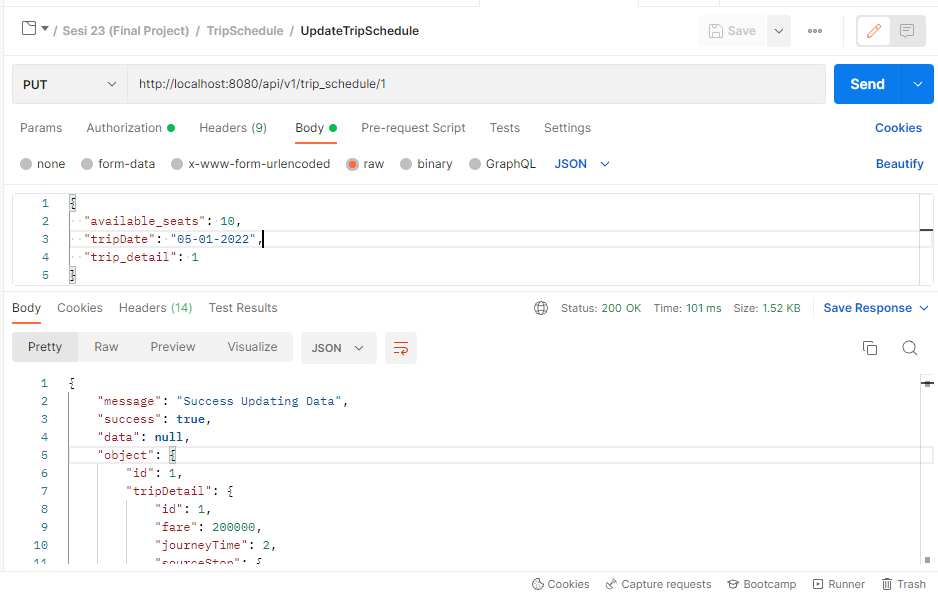 / Sesi 23 (Final Project) / TripSchedule / UpdateTripSchedule Save
PUT http://localhost:8080/api/v1/trip_schedule/1 Send
Params Authorization Headers (9) Body Pre-request Script Tests Settings Cookies
none form-data x-www-form-urlencoded raw binary GraphQL JSON Beautify
1 {
2 "available_seats": 10,
3 "tripDate": "05-01-2022",
4 "trip_detail": 1
5 }
Body Cookies Headers (14) Test Results Status: 200 OK Time: 101 ms Size: 1.52 KB Save Response
Pretty Raw Preview Visualize JSON
1 {
2 "message": "Success Updating Data",
3 "success": true,
4 "data": null,
5 "object": {
6 "id": 1,
7 "tripDetail": {
8 "id": 1,
9 "fare": 200000,
10 "journeyTime": 2,
11 "sourceStop": {
Cookies Capture requests Bootcamp Runner Trash